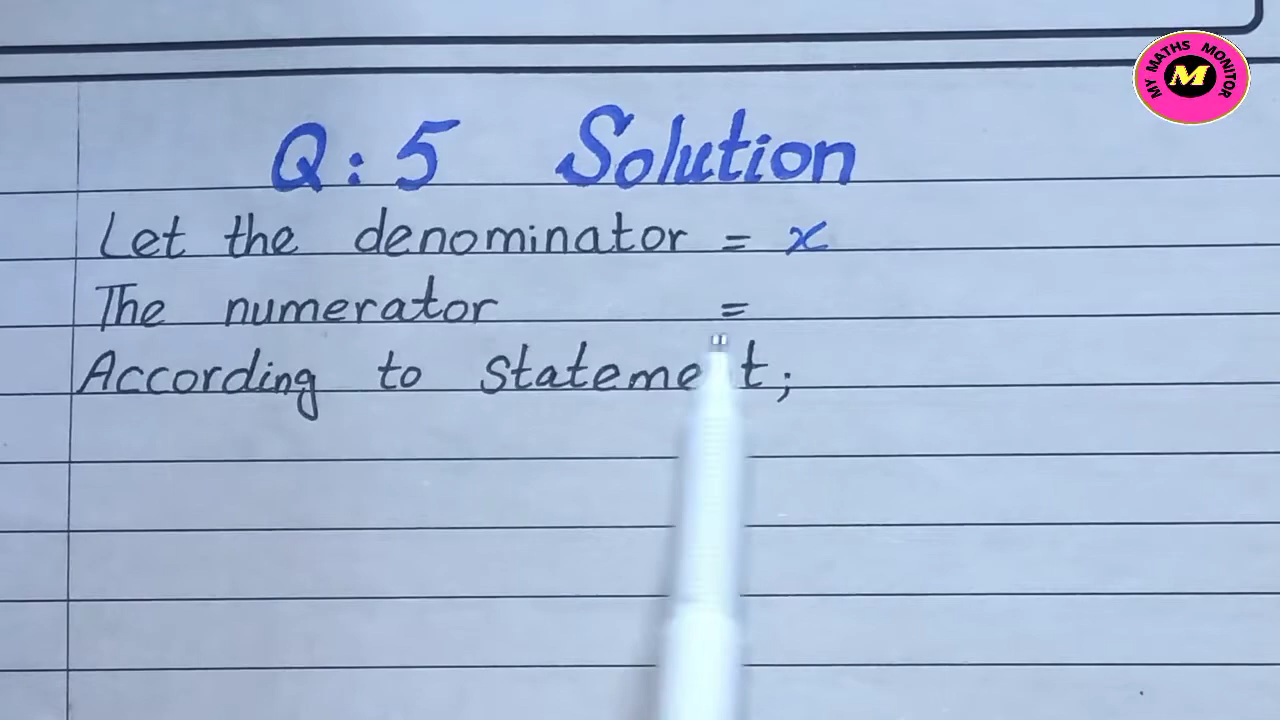 MY MATHS MONITOR
M
Q : 5 Solution
Let the denominator = x
The numerator =
According to statement;